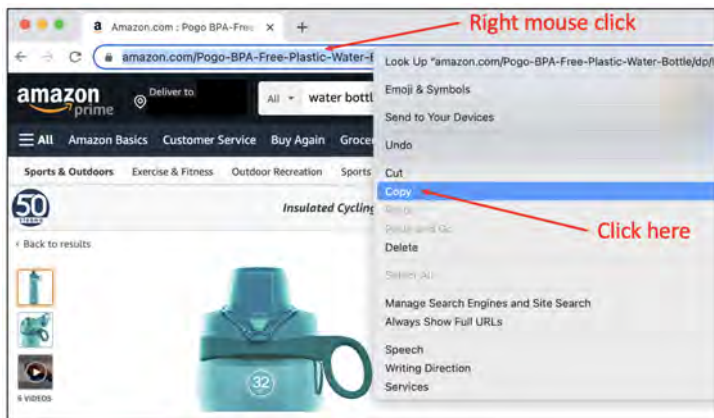 a Amazon.com : Pogo BPA-Free
Right mouse click
amazon.com/Pogo-BPA-Free-Plastic-Water-
Look Up "amazon.com/Pogo-BPA-Free-Plastic-Water-Bottle/dp/
amazon
prime
Deliver to
All
water bottl
Emoji & Symbols
Send to Your Devices
All Amazon Basics Customer Service Buy Again Groce
Undo
Sports & Outdoors Exercise & Fitness Outdoor Recreation Sports
Cut
Copy
50
STRONG
Insulated Cycling
Paste
Paste and Go
Click here
Delete
Back to results
Select All
Manage Search Engines and Site Search
Always Show Full URLs
Speech
Writing Direction
Services
32
6 VIDEOS